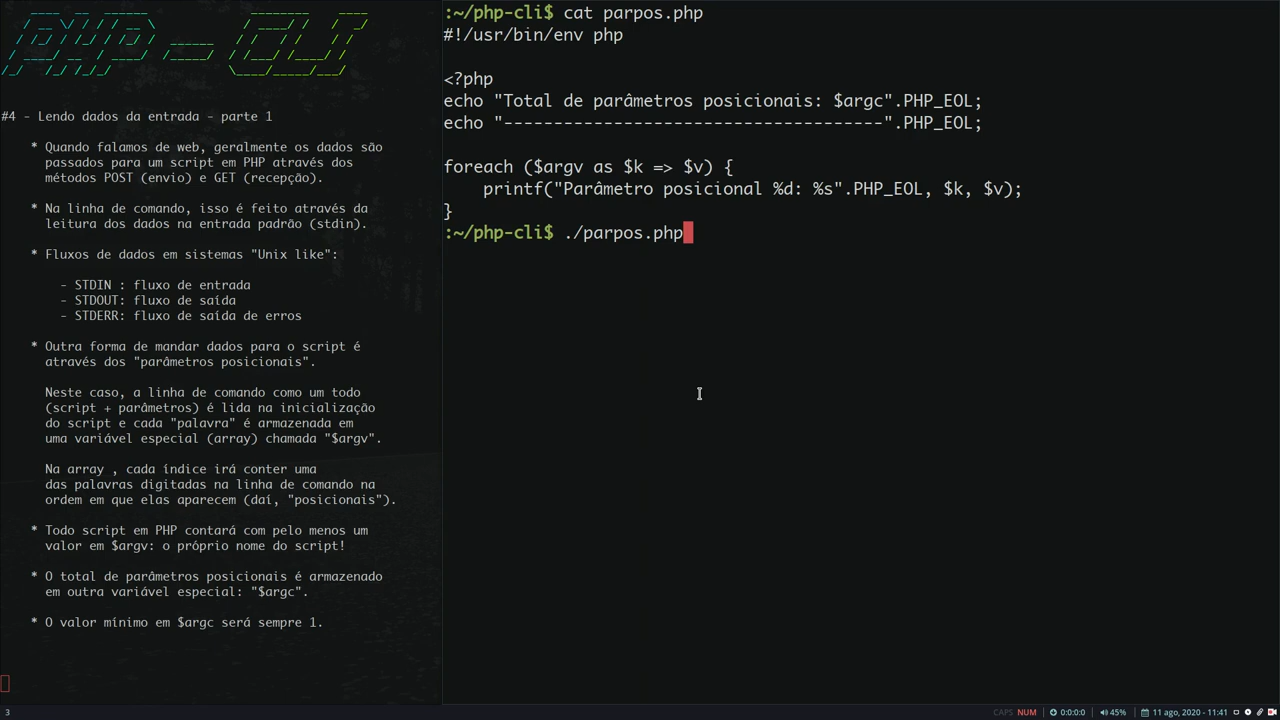 #4 - Lendo dados da entrada - parte 1
* Quando falamos de web, geralmente os dados são
passados para um script em PHP através dos
métodos POST (envio) e GET (recepção).
* Na linha de comando, isso é feito através da
leitura dos dados na entrada padrão (stdin).
* Fluxos de dados em sistemas "Unix like":
- STDIN : fluxo de entrada
- STDOUT: fluxo de saída
- STDERR: fluxo de saída de erros
* Outra forma de mandar dados para o script é
através dos "parâmetros posicionais".
Neste caso, a linha de comando como um todo
(script + parâmetros) é lida na inicialização
do script e cada "palavra" é armazenada em
uma variável especial (array) chamada "$argv".
Na array , cada índice irá conter uma
das palavras digitadas na linha de comando na
ordem em que elas aparecem (daí, "posicionais").
* Todo script em PHP contará com pelo menos um
valor em $argv: o próprio nome do script!
* O total de parâmetros posicionais é armazenado
em outra variável especial: "$argc".
* O valor mínimo em $argc será sempre 1.
:~/php-cli$ cat parpos.php
#!/usr/bin/env php
<?php
echo "Total de parâmetros posicionais: $argc".PHP_EOL;
echo "--------------------------------------".PHP_EOL;
foreach ($argv as $k => $v) {
    printf("Parâmetro posicional %d: %s".PHP_EOL, $k, $v);
}
:~/php-cli$ ./parpos.php
3
CAPS NUM 0:0:0:0 45% 11 ago, 2020 - 11:41